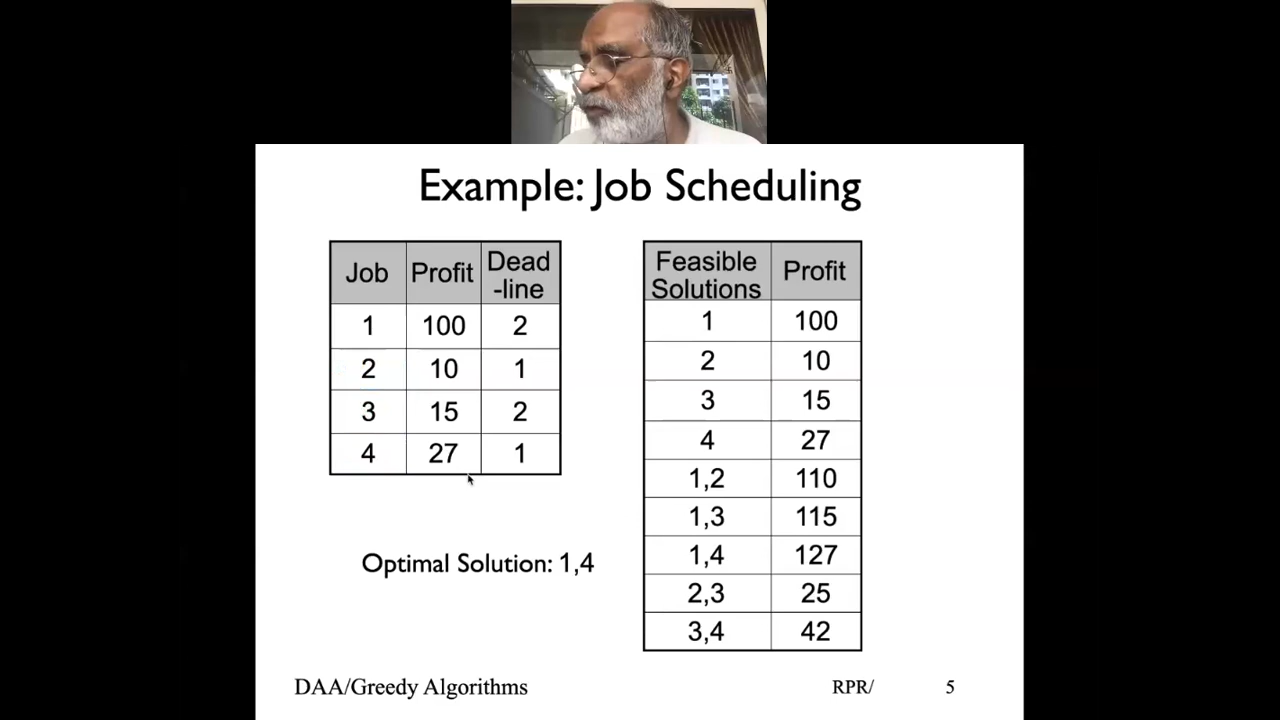 Example: Job Scheduling
Job Profit Dead
-line
1 100 2
2 10 1
3 15 2
4 27 1
Optimal Solution: 1,4
Feasible
Solutions Profit
1 100
2 10
3 15
4 27
1,2 110
1,3 115
1,4 127
2,3 25
3,4 42
DAA/Greedy Algorithms
RPR/
5